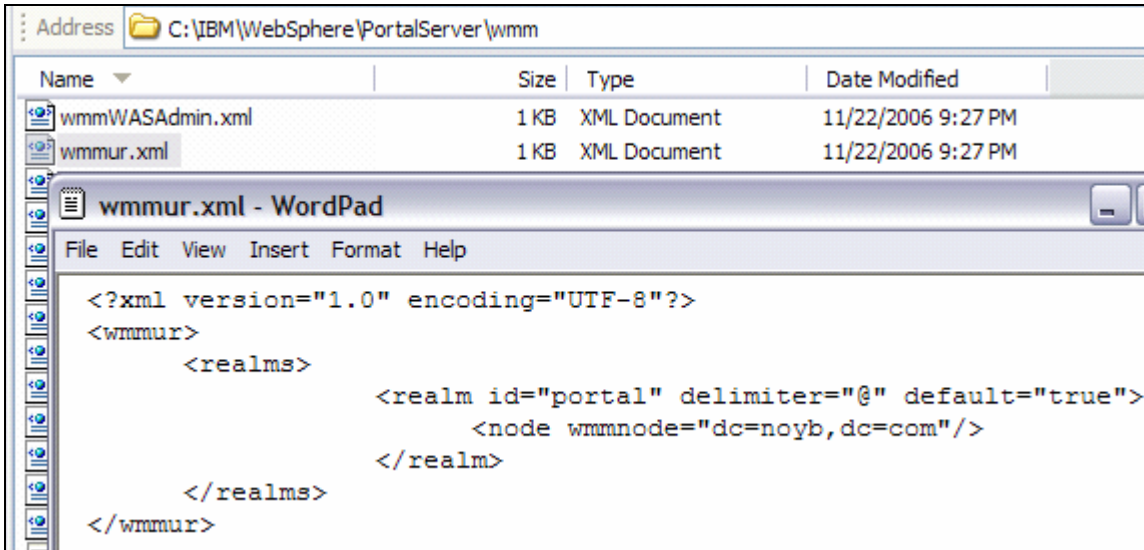 Address C:\IBM\WebSphere\PortalServer\wmm
Name Size Type Date Modified
wmmWASAdmin.xml 1 KB XML Document 11/22/2006 9:27 PM
wmmur.xml 1 KB XML Document 11/22/2006 9:27 PM
wmmur.xml - WordPad
File Edit View Insert Format Help
<?xml version="1.0" encoding="UTF-8"?>
<wmmur>
<realms>
<realm id="portal" delimiter="@" default="true">
<node wmmnode="dc=noyb,dc=com"/>
</realm>
</realms>
</wmmur>